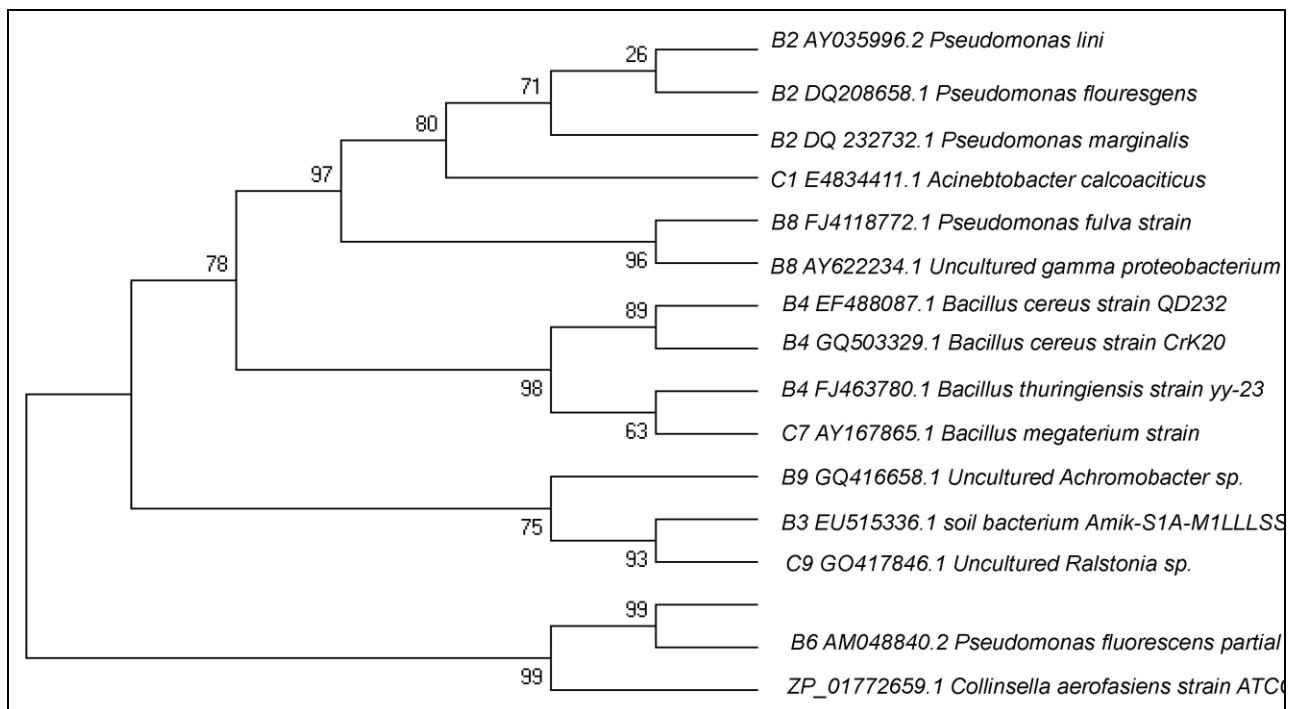 B2 AY035996.2 Pseudomonas lini
26
B2 DQ208658.1 Pseudomonas flouresgens
71
B2 DQ 232732.1 Pseudomonas marginalis
80
C1 E4834411.1 Acinebtobacter calcoaciticus
97
B8 FJ4118772.1 Pseudomonas fulva strain
96
B8 AY622234.1 Uncultured gamma proteobacterium
78
B4 EF488087.1 Bacillus cereus strain QD232
89
B4 GQ503329.1 Bacillus cereus strain CrK20
98
B4 FJ463780.1 Bacillus thuringiensis strain yy-23
63
C7 AY167865.1 Bacillus megaterium strain
B9 GQ416658.1 Uncultured Achromobacter sp.
75
B3 EU515336.1 soil bacterium Amik-S1A-M1LLLSS
93
C9 GO417846.1 Uncultured Ralstonia sp.
99
B6 AM048840.2 Pseudomonas fluorescens partial
99
ZP_01772659.1 Collinsella aerofasiens strain ATCC